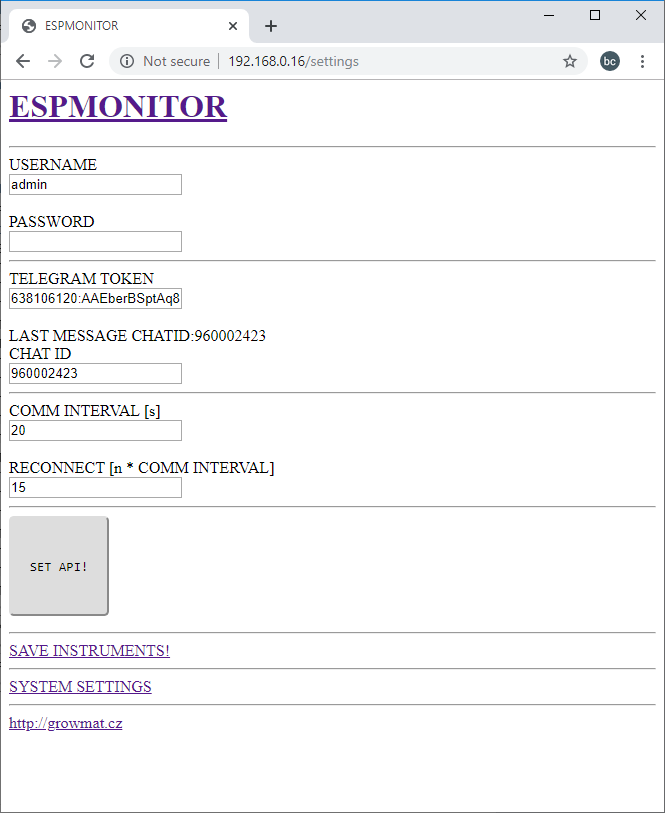 ESPMONITOR
Not secure | 192.168.0.16/settings
bc
ESPMONITOR
USERNAME
admin
PASSWORD
TELEGRAM TOKEN
638106120:AAEberBSptAq8
LAST MESSAGE CHATID:960002423
CHAT ID
960002423
COMM INTERVAL [s]
20
RECONNECT [n * COMM INTERVAL]
15
SET API!
SAVE INSTRUMENTS!
SYSTEM SETTINGS
http://growmat.cz